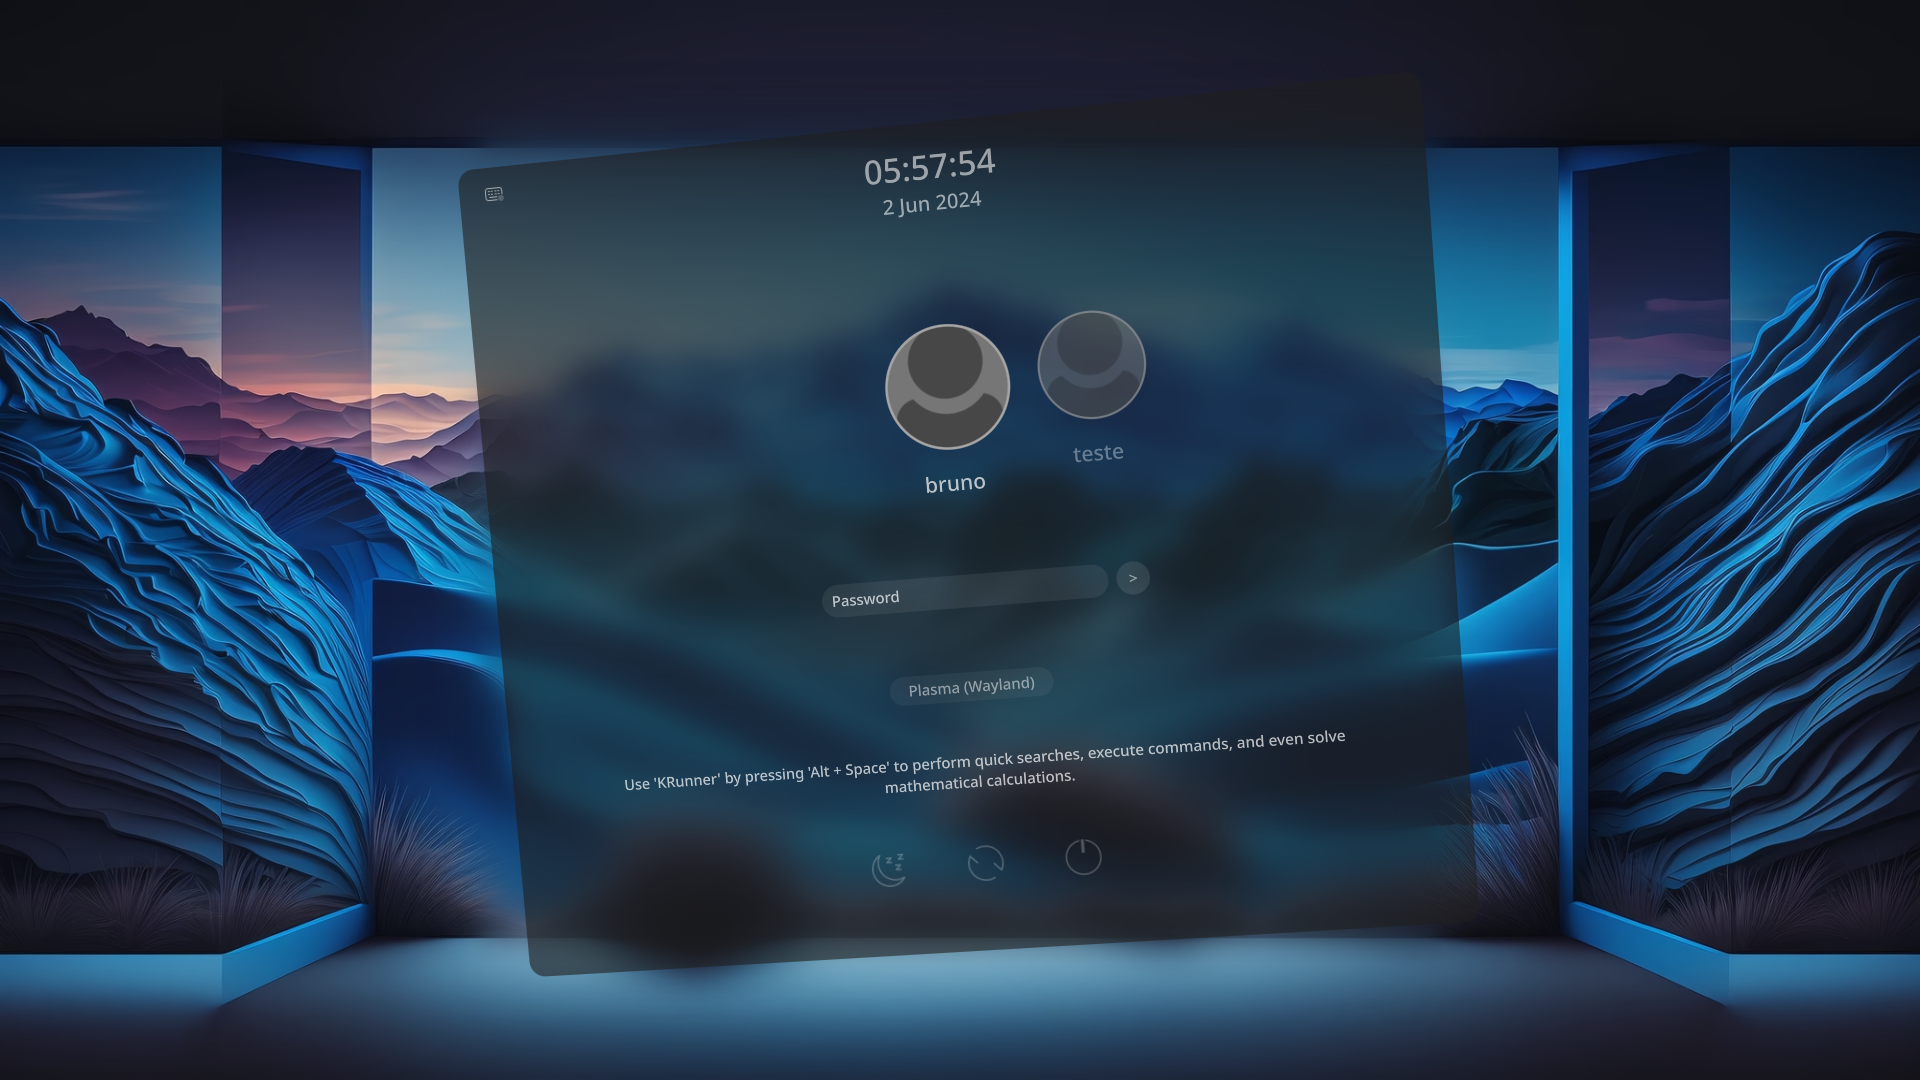 05:57:54
2 Jun 2024
bruno
teste
Password
>
Plasma (Wayland)
Use 'KRunner' by pressing 'Alt + Space' to perform quick searches, execute commands, and even solve
mathematical calculations.